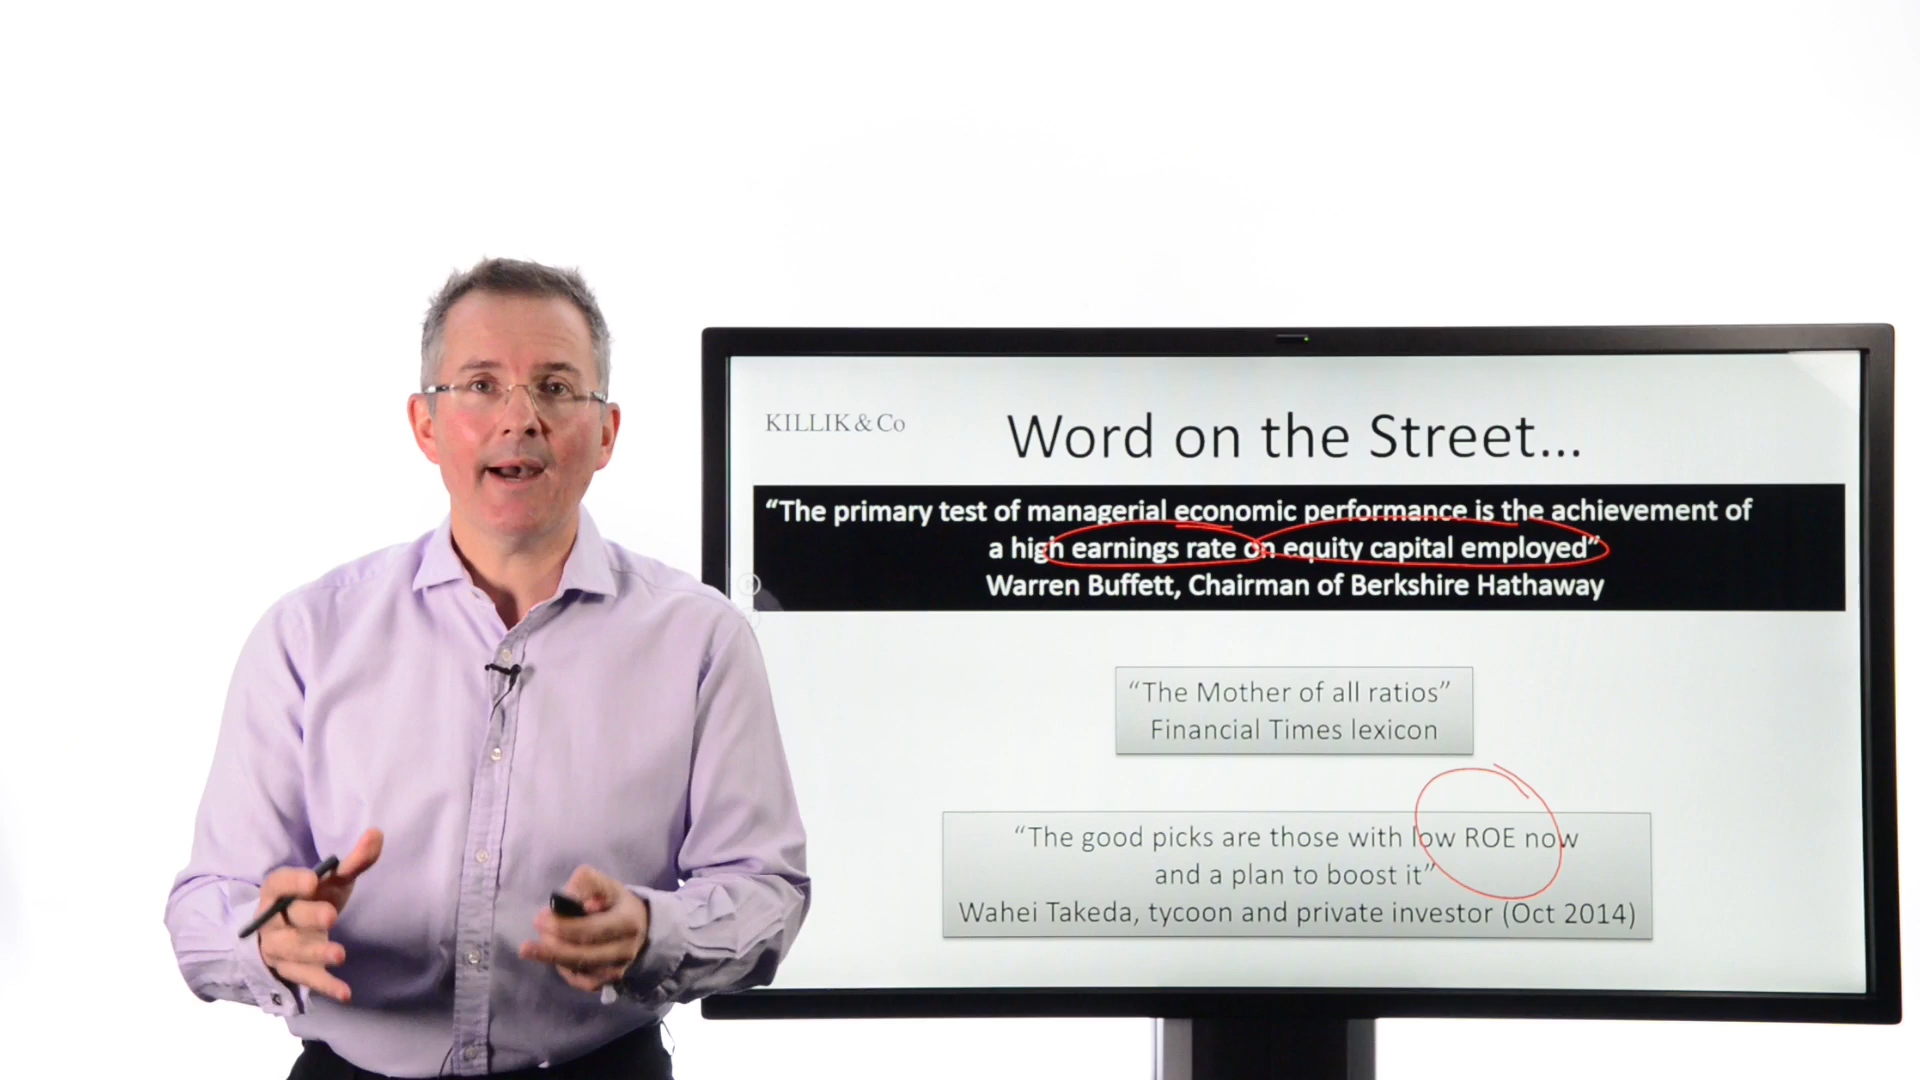 KILLIK & Co
Word on the Street...
“The primary test of managerial economic performance is the achievement of
a high earnings rate on equity capital employed”
Warren Buffett, Chairman of Berkshire Hathaway
“The Mother of all ratios”
Financial Times lexicon
“The good picks are those with low ROE now
and a plan to boost it”
Wahei Takeda, tycoon and private investor (Oct 2014)